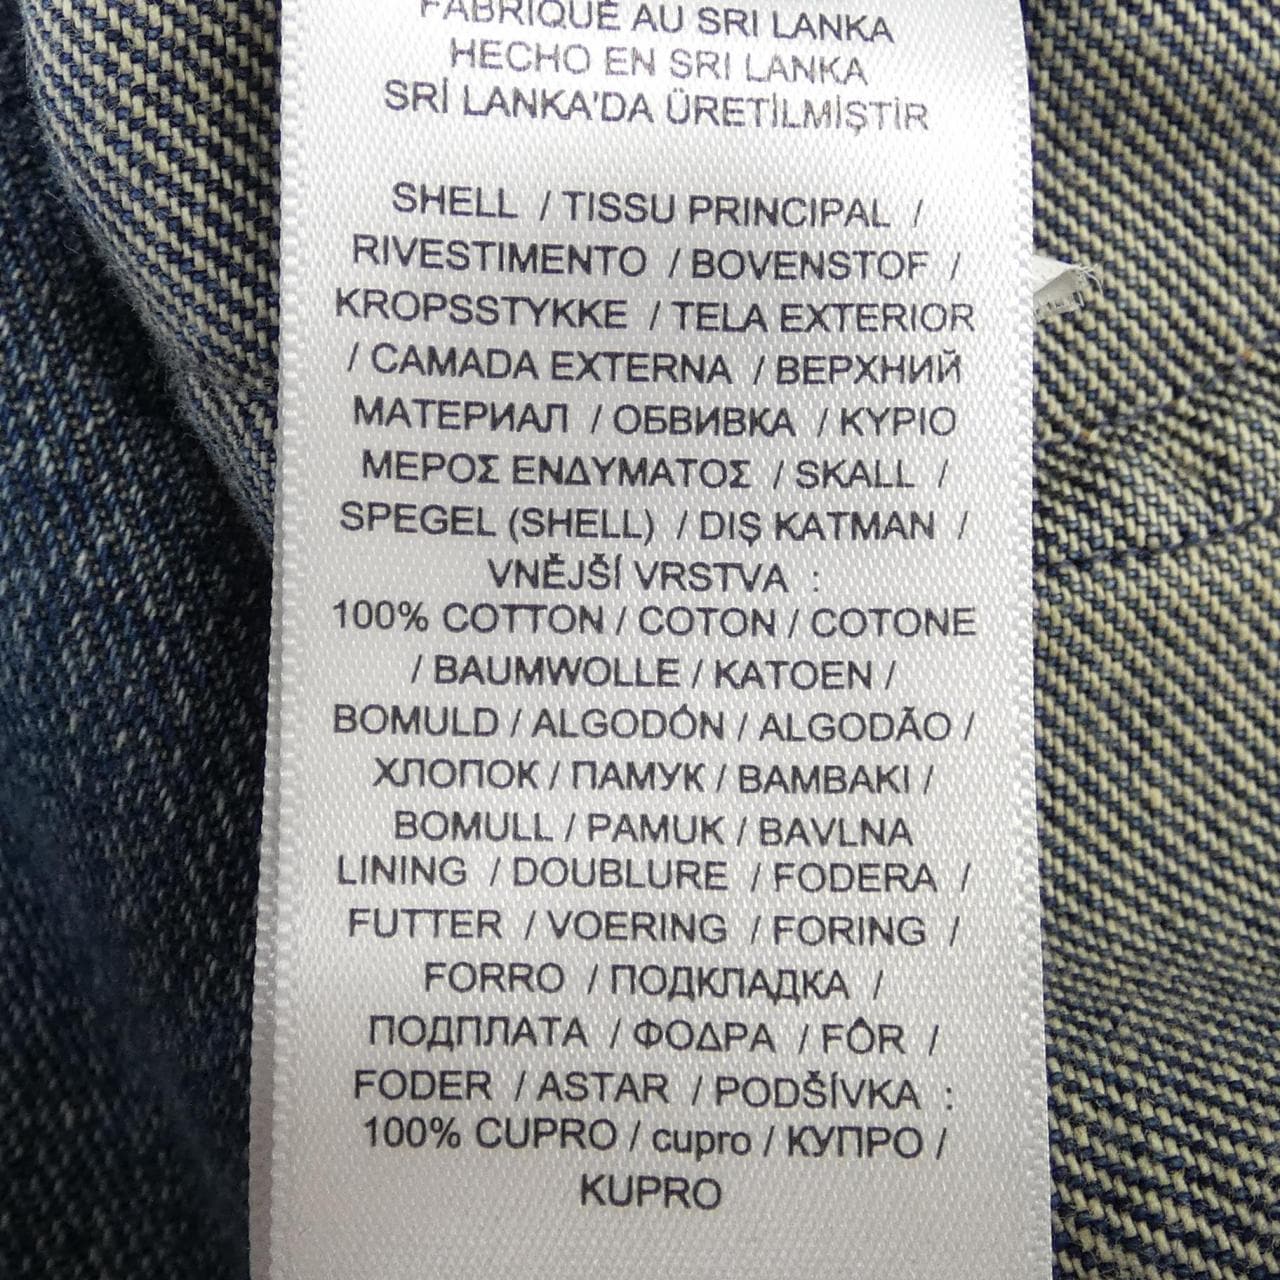 FABRIQUÉ AU SRI LANKA
HECHO EN SRI LANKA
SRİ LANKA'DA ÜRETİLMİŞTİR
SHELL / TISSU PRINCIPAL /
RIVESTIMENTO / BOVENSTOF /
KROPSSTYKKE / TELA EXTERIOR
/ CAMADA EXTERNA / ВЕРХНИЙ
МАТЕРИАЛ / ОБВИВКА / ΚΥΡΙΟ
ΜΕΡΟΣ ΕΝΔΥΜΑΤΟΣ / SKALL /
SPEGEL (SHELL) / DIŞ KATMAN /
VNĚJŠÍ VRSTVA :
100% COTTON / COTON / COTONE
/ BAUMWOLLE / KATOEN /
BOMULD / ALGODÓN / ALGODÃO /
ХЛОПОК / ПАМУК / ΒΑΜΒΑΚΙ /
BOMULL / PAMUK / BAVLNA
LINING / DOUBLURE / FODERA /
FUTTER / VOERING / FORING /
FORRO / ПОДКЛАДКА /
ПОДПЛАТА / ΦΟΔΡΑ / FÔR /
FODER / ASTAR / PODŠÍVKA :
100% CUPRO / cupro / КУПРО /
KUPRO